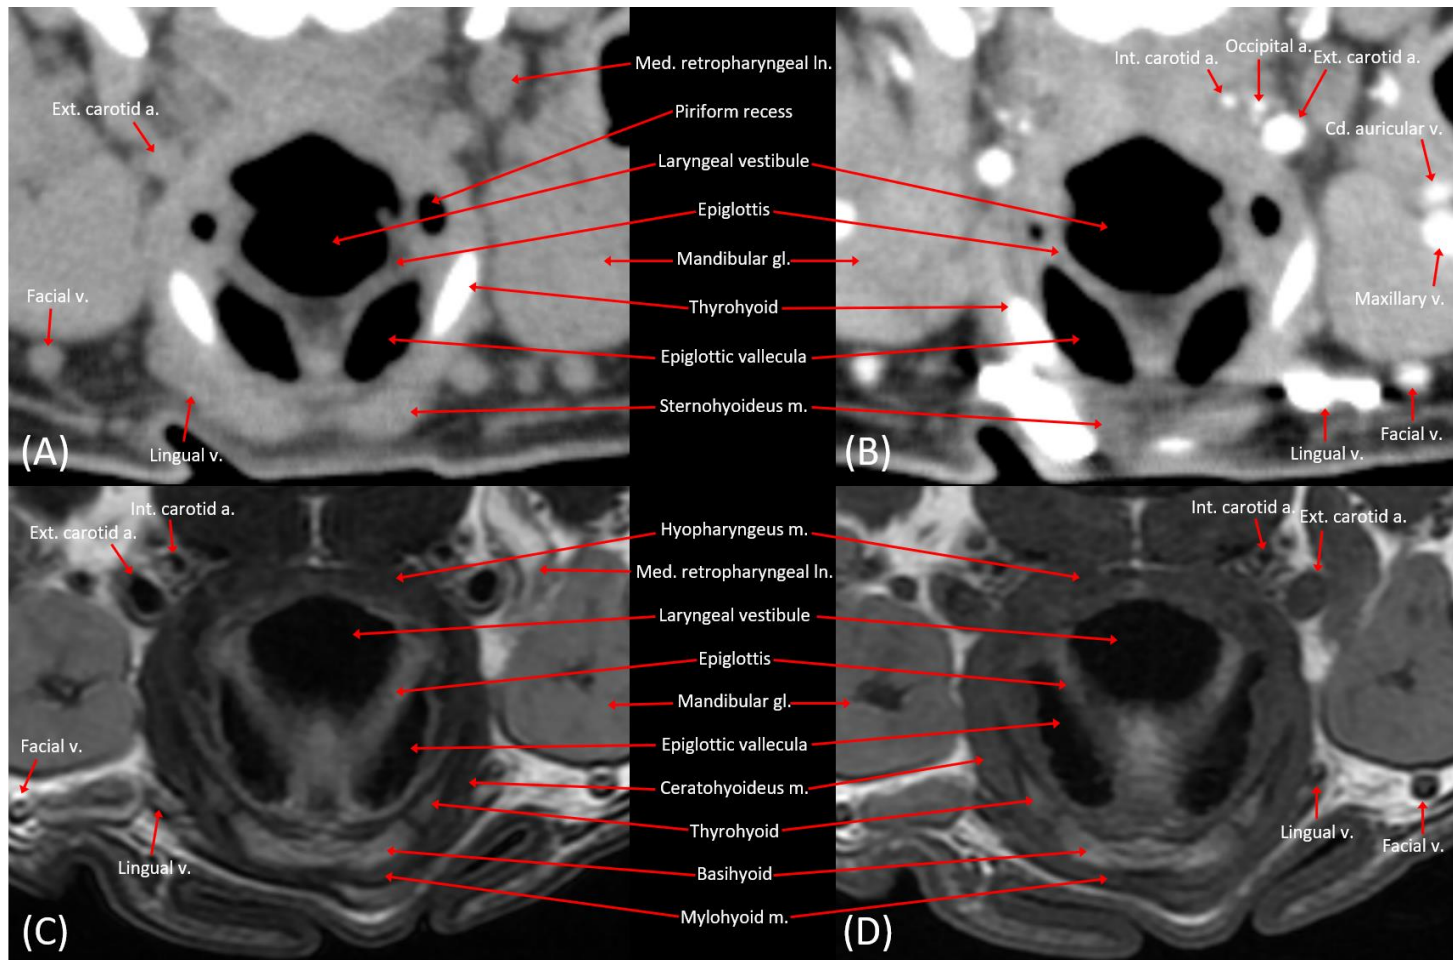 Med. retropharyngeal ln.
Ext. carotid a.
Piriform recess
Laryngeal vestibule
Epiglottis
Mandibular gl.
Facial v.
Thyrohyoid
Epiglottic vallecula
Sternohyoideus m.
Lingual v.
(A)
Int. carotid a.
Occipital a.
Ext. carotid a.
Cd. auricular v.
Maxillary v.
Facial v.
Lingual v.
(B)
Int. carotid a.
Ext. carotid a.
Hyopharyngeus m.
Med. retropharyngeal ln.
Laryngeal vestibule
Epiglottis
Mandibular gl.
Epiglottic vallecula
Facial v.
Ceratohyoideus m.
Thyrohyoid
Lingual v.
Basihyoid
Mylohyoid m.
(C)
Int. carotid a.
Ext. carotid a.
Lingual v.
Facial v.
(D)